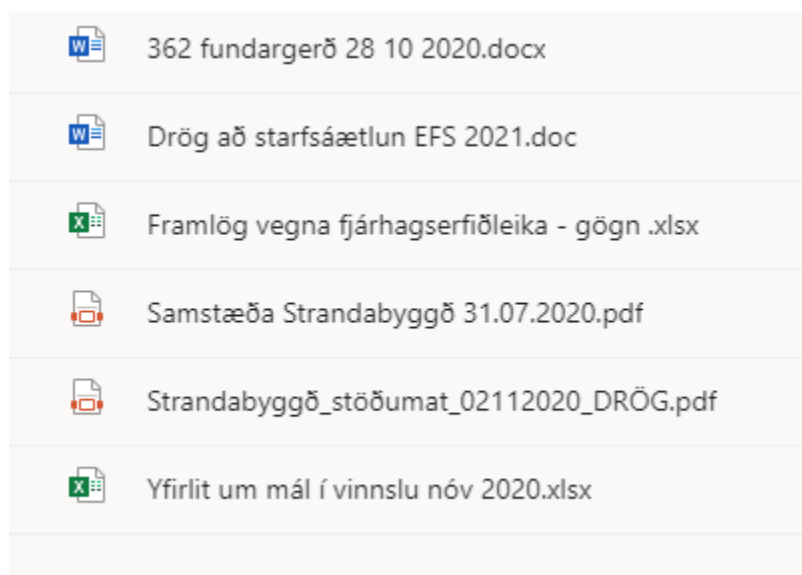 362 fundargerð 28 10 2020.docx
Drög að starfsáætlun EFS 2021.doc
Framlög vegna fjárhagserfiðleika - gögn .xlsx
Samstæða Strandabyggð 31.07.2020.pdf
Strandabyggð_stöðumat_02112020_DRÖG.pdf
Yfirlit um mál í vinnslu nóv 2020.xlsx